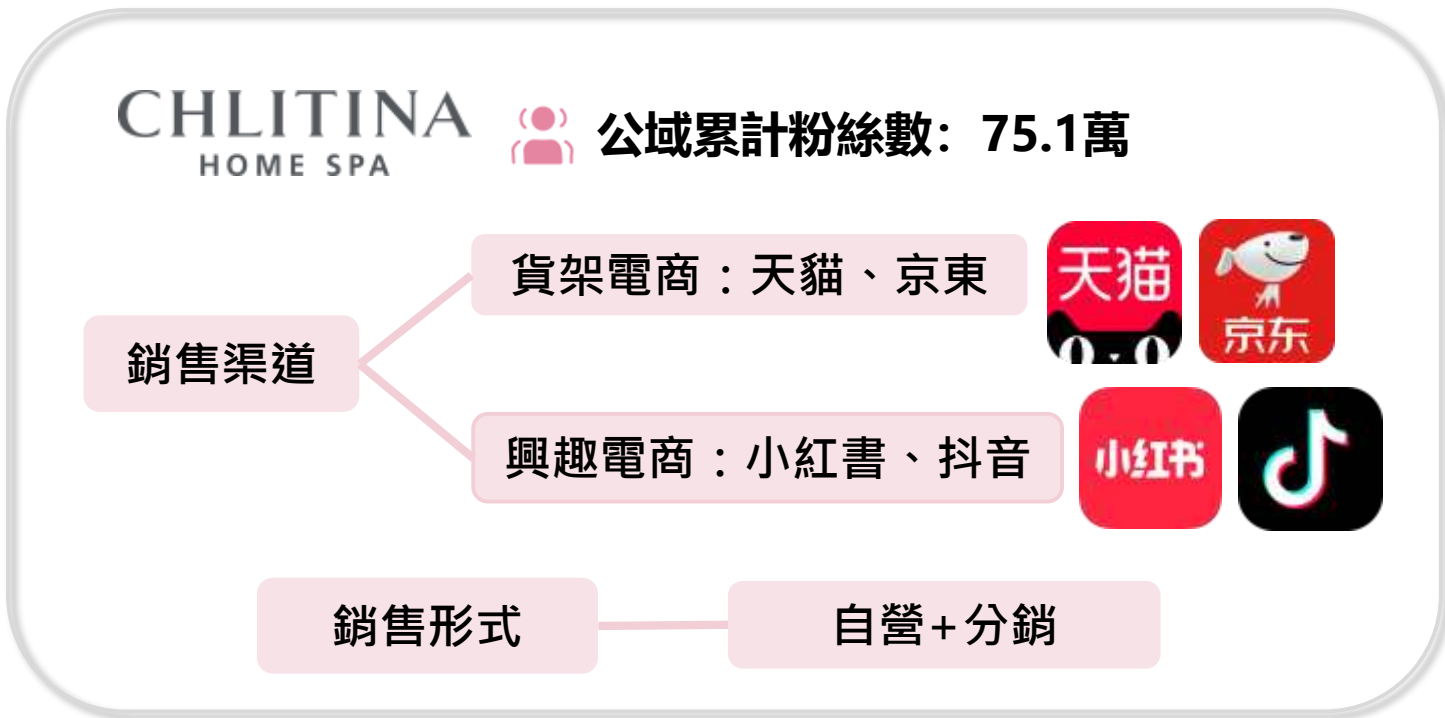 CHLITINA
HOME SPA
公域累計粉絲數：75.1萬
貨架電商：天貓、京東
天猫
京东
銷售渠道
興趣電商：小紅書、抖音
小红书
銷售形式
自營+分銷